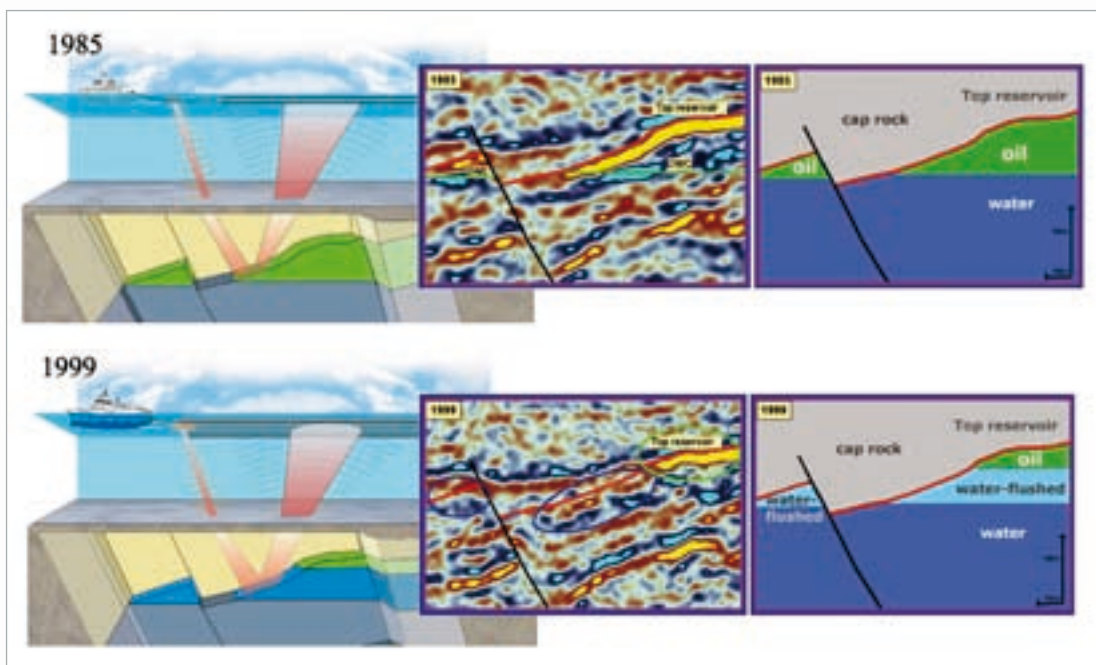 1985
1985
Top reservoir
1985
Top reservoir
cap rock
oil
oil
water
1999
1999
Top reservoir
1999
Top reservoir
cap rock
oil
water-flushed
water-
flushed
water